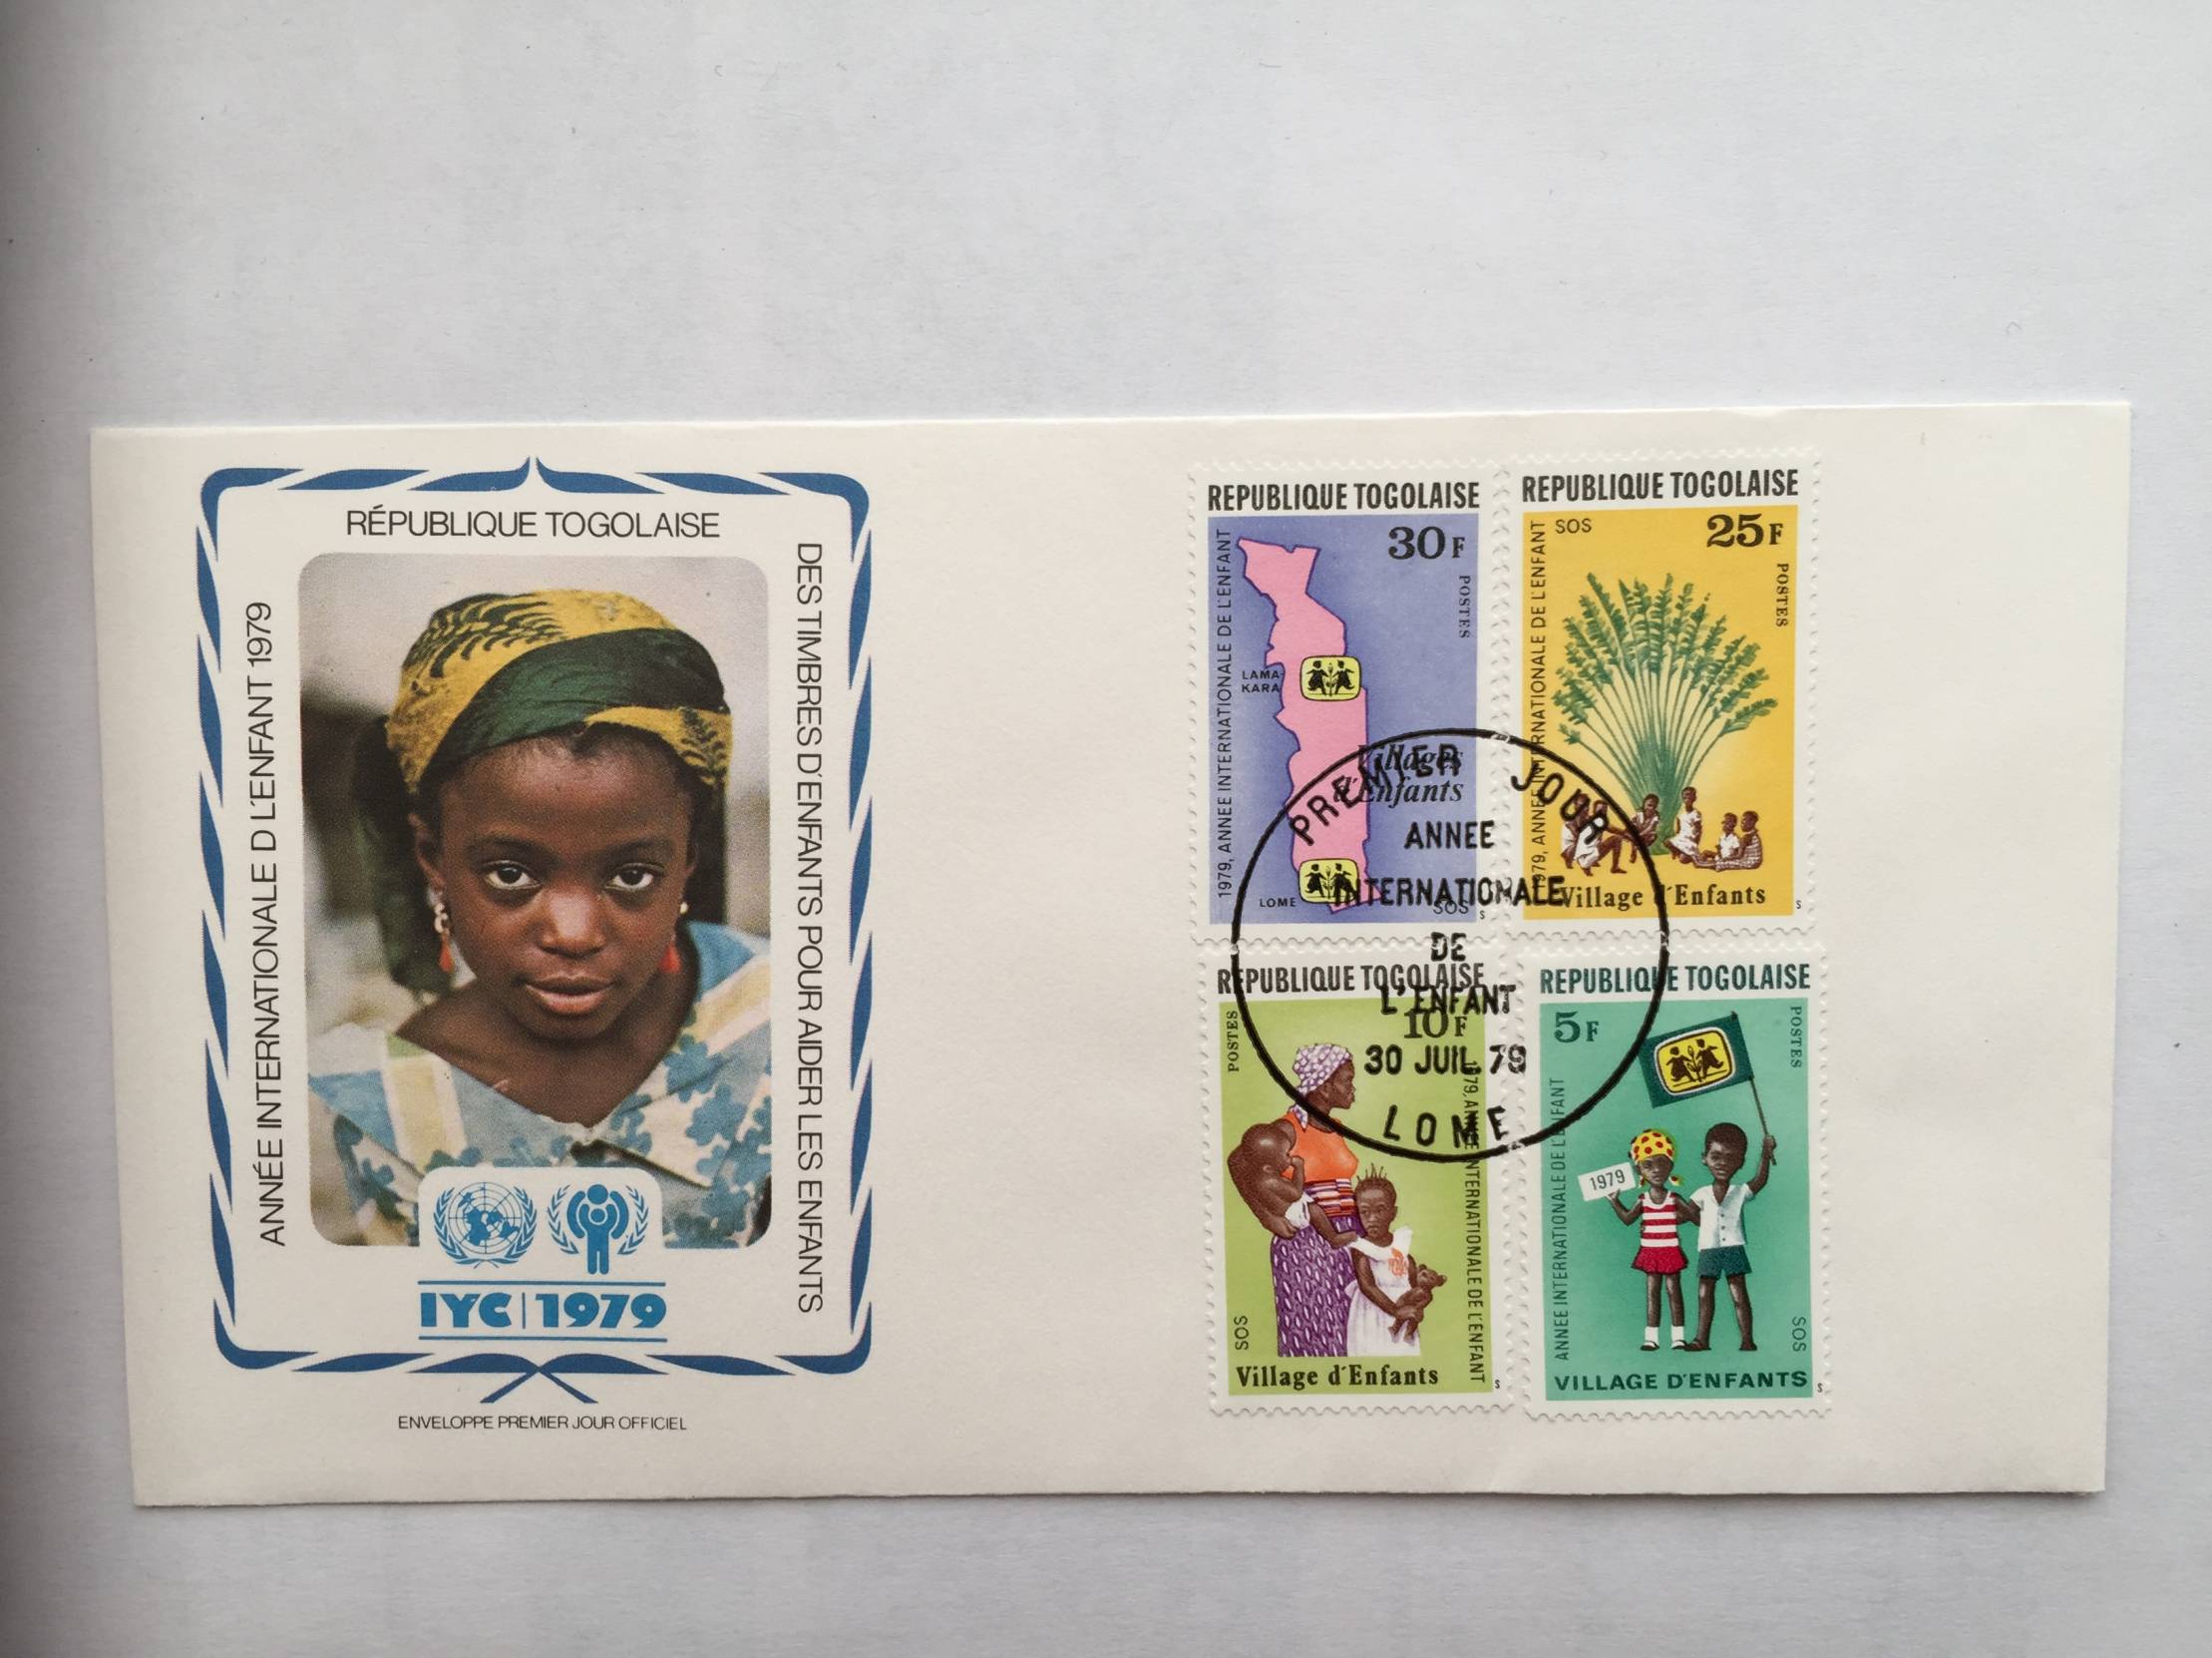 RÉPUBLIQUE TOGOLAISE
ANNÉE INTERNATIONALE D L'ENFANT 1979
DES TIMBRES D'ENFANTS POUR AIDER LES ENFANTS
IYC | 1979
ENVELOPPE PREMIER JOUR OFFICIEL
REPUBLIQUE TOGOLAISE
30F
POSTES
1979, ANNEE INTERNATIONALE DE L'ENFANT
LAMA-
KARA
Villages
d'Enfants
LOME
SOS
S
REPUBLIQUE TOGOLAISE
SOS
25F
POSTES
1979, ANNEE INTERNATIONALE DE L'ENFANT
Village d'Enfants
S
REPUBLIQUE TOGOLAISE
POSTES
10F
1979, ANNEE INTERNATIONALE DE L'ENFANT
SOS
Village d'Enfants
S
REPUBLIQUE TOGOLAISE
5F
POSTES
ANNEE INTERNATIONALE DE L'ENFANT
1979
SOS
VILLAGE D'ENFANTS
S
PREMIER JOUR
ANNEE
INTERNATIONALE
DE
L'ENFANT
30 JUIL 79
LOME